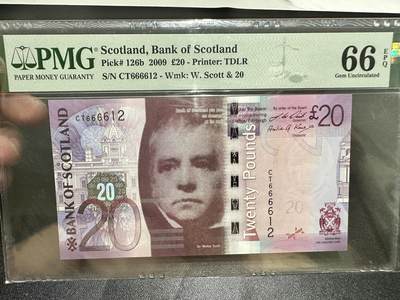 PMG
PAPER MONEY GUARANTY
Scotland, Bank of Scotland
Pick# 126b 2009 £20 - Printer: TDLR
S/N CT666612 - Wmk: W. Scott & 20
66
EPQ
Gem Uncirculated
CT666612
£20
BANK OF SCOTLAND
20
20
Sir Walter Scott
Twenty Pounds
CT666612
20